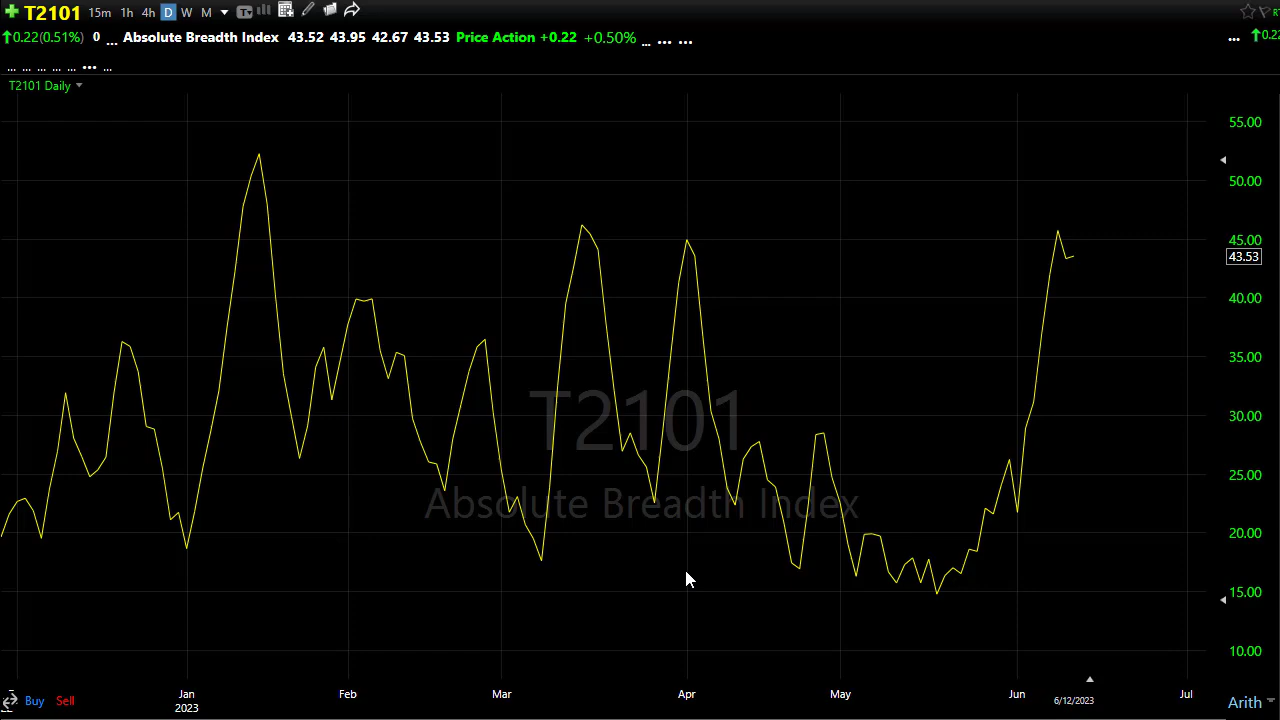 T2101 15m 1h 4h D W M T
0.22(0.51%) 0 ... Absolute Breadth Index 43.52 43.95 42.67 43.53 Price Action +0.22 +0.50% ... ... ... ... 0.22
... ... ... ... ... ... ...
T2101 Daily
55.00
50.00
45.00
43.53
40.00
35.00
30.00
25.00
20.00
15.00
10.00
T2101
Absolute Breadth Index
Jan Feb Mar Apr May Jun Jul
2023 6/12/2023
Buy Sell Arith